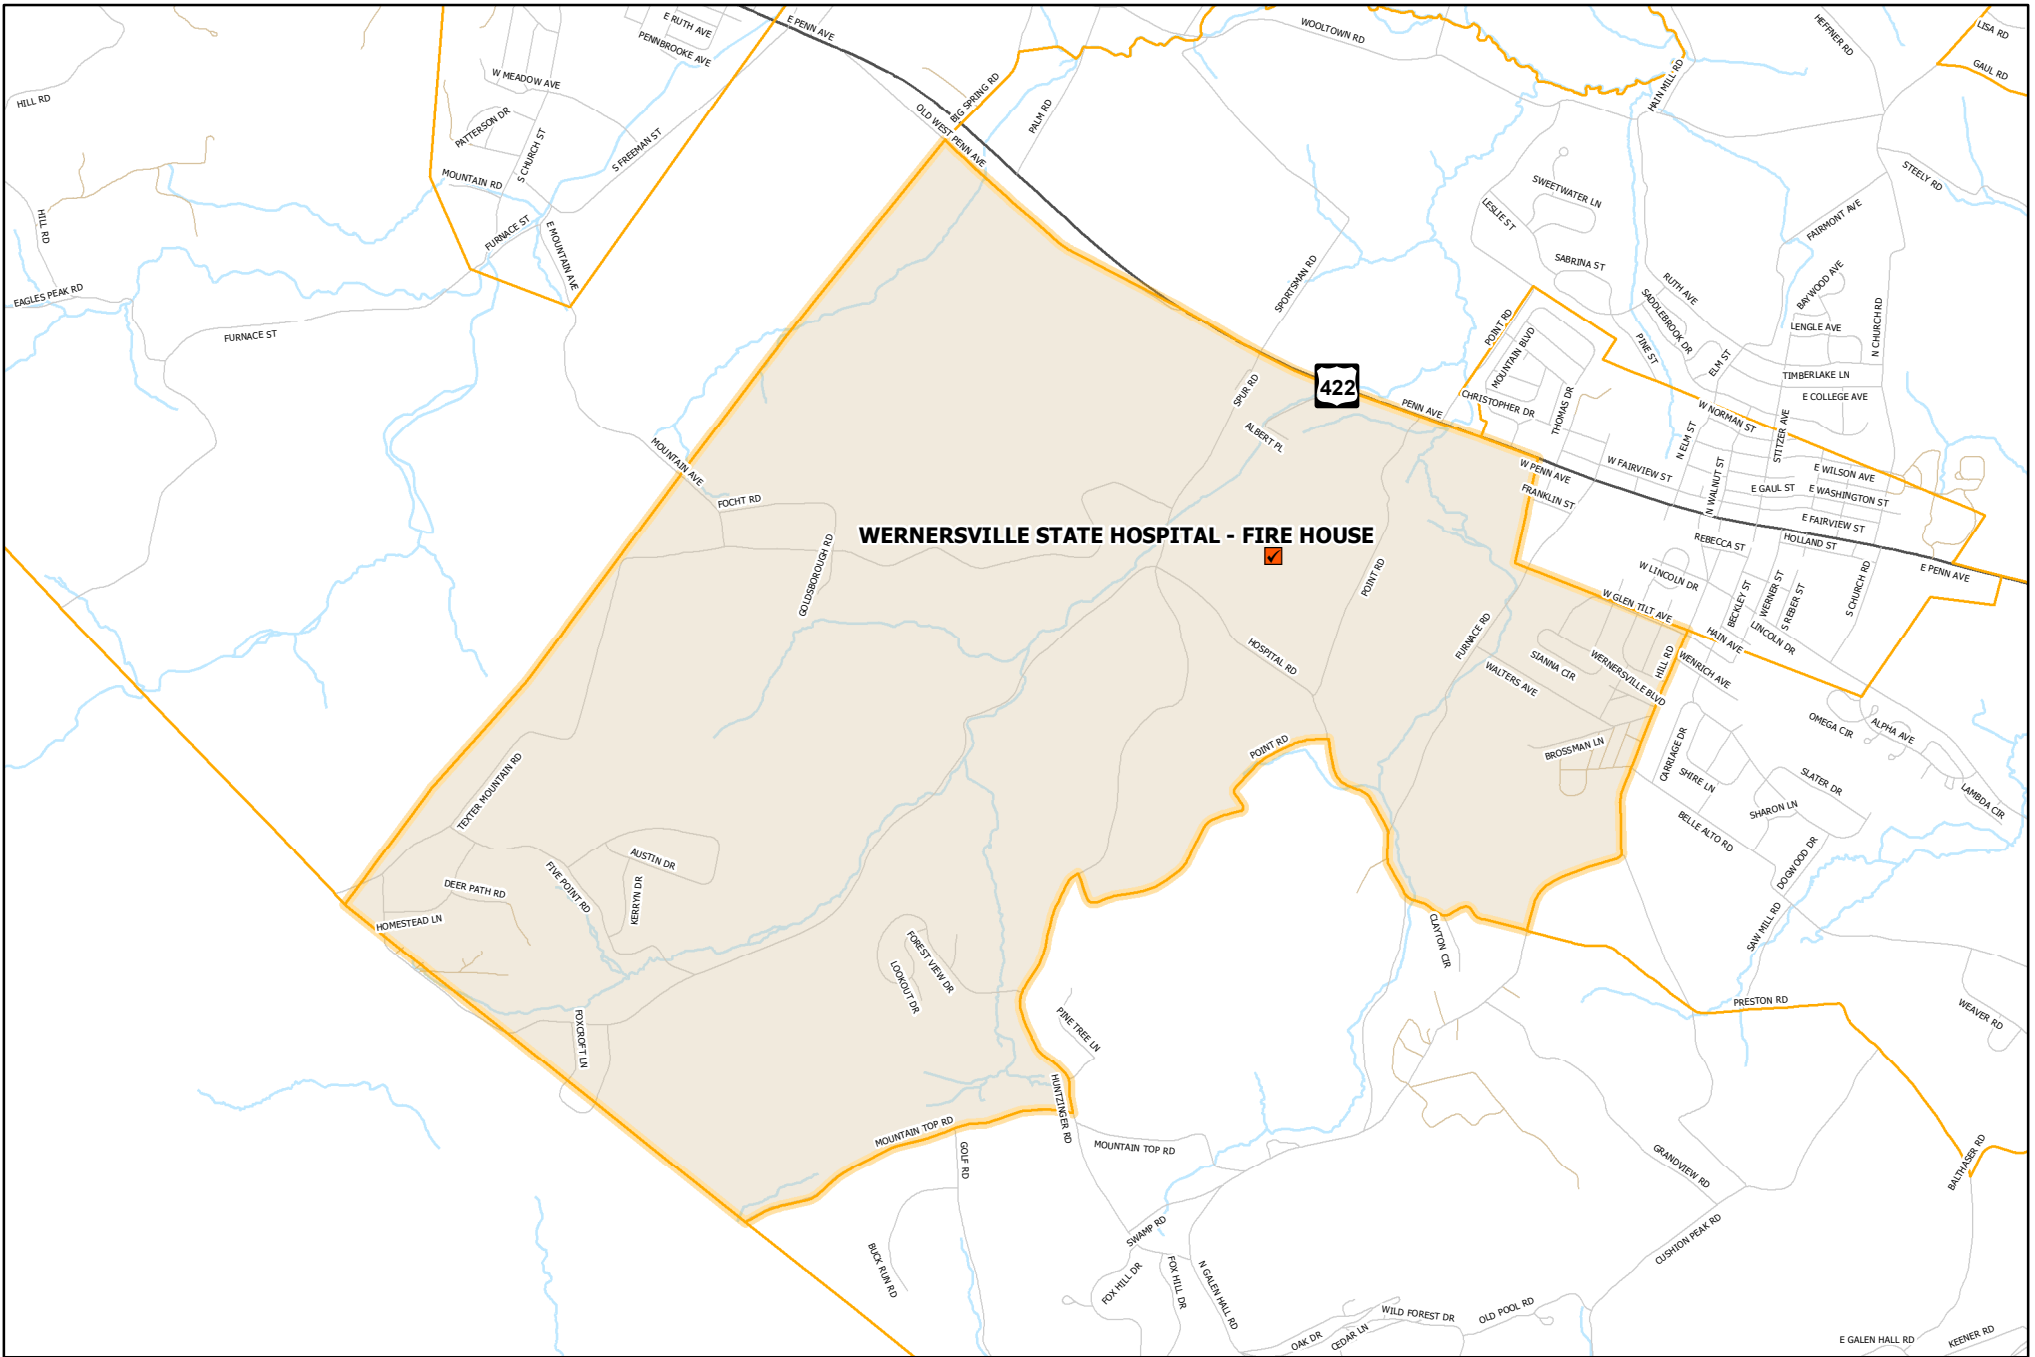 E RUTH AVE
E PENN AVE
WOOLTOWN RD
HEFFNER RD
LISA RD
PENNBROOKE AVE
GAUL RD
W MEADOW AVE
HILL RD
BIG SPRING RD
HAIN MILL RD
PATTERSON DR
OLD WEST PENN AVE
PALM RD
S CHURCH ST
S FREEMAN ST
MOUNTAIN RD
STEELY RD
SWEETWATER LN
LESLIE ST
HILL RD
FURNACE ST
E MOUNTAIN AVE
FAIRMONT AVE
SABRINA ST
SPORTSMAN RD
RUTH AVE
BAYWOOD AVE
EAGLES PEAK RD
SADDLEBROOK DR
POINT RD
LENGLE AVE
N CHURCH RD
FURNACE ST
MOUNTAIN BLVD
PINE ST
ELM ST
TIMBERLAKE LN
422
SPUR RD
E COLLEGE AVE
PENN AVE
CHRISTOPHER DR
THOMAS DR
W NORMAN ST
ALBERT PL
N ELM ST
STITZER AVE
MOUNTAIN AVE
W PENN AVE
W FAIRVIEW ST
N WALNUT ST
E WILSON AVE
FRANKLIN ST
E GAUL ST
E WASHINGTON ST
FOCHT RD
E FAIRVIEW ST
WERNERSVILLE STATE HOSPITAL - FIRE HOUSE
REBECCA ST
HOLLAND ST
GOLDSBOROUGH RD
POINT RD
W LINCOLN DR
E PENN AVE
S CHURCH RD
W GLEN TILT AVE
BECKLEY ST
WERNER ST
S REBER ST
LINCOLN DR
HAIN AVE
FURNACE RD
HOSPITAL RD
SIANNA CIR
WERNERSVILLE BLVD
HILL RD
WENRICH AVE
WALTERS AVE
OMEGA CIR
ALPHA AVE
POINT RD
BROSSMAN LN
CARRIAGE DR
SHIRE LN
SLATER DR
TEXTER MOUNTAIN RD
SHARON LN
LAMBDA CIR
BELLE ALTO RD
AUSTIN DR
FIVE POINT RD
DOGWOOD DR
DEER PATH RD
KERRYN DR
HOMESTEAD LN
SAW MILL RD
CLAYTON CIR
FOREST VIEW DR
LOOKOUT DR
PRESTON RD
WEAVER RD
PINE TREE LN
FOXCROFT LN
HUNTZINGER RD
MOUNTAIN TOP RD
GOLF RD
MOUNTAIN TOP RD
GRANDVIEW RD
BALTHASER RD
SWAMP RD
CUSHION PEAK RD
BUCK RUN RD
FOX HILL DR
FOX HILL DR
N GALEN HALL RD
WILD FOREST DR
OLD POOL RD
OAK DR
CEDAR LN
E GALEN HALL RD
KEENER RD